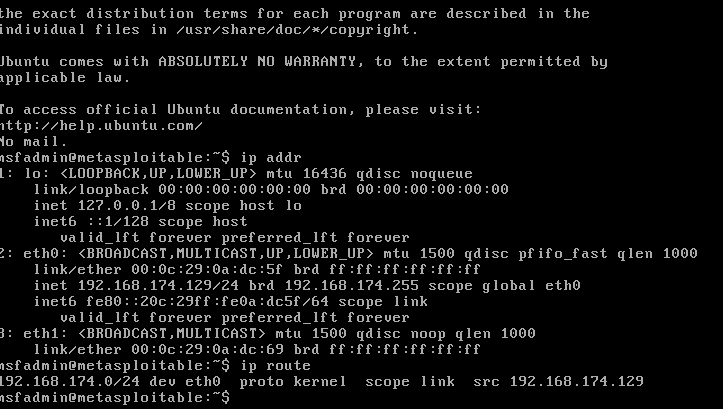 the exact distribution terms for each program are described in the
individual files in /usr/share/doc/*/copyright.
Ubuntu comes with ABSOLUTELY NO WARRANTY, to the extent permitted by
applicable law.
To access official Ubuntu documentation, please visit:
http://help.ubuntu.com/
No mail.
msfadmin@metasploitable:~$ ip addr
1: lo: <LOOPBACK,UP,LOWER_UP> mtu 16436 qdisc noqueue
    link/loopback 00:00:00:00:00:00 brd 00:00:00:00:00:00
    inet 127.0.0.1/8 scope host lo
    inet6 ::1/128 scope host
       valid_lft forever preferred_lft forever
2: eth0: <BROADCAST,MULTICAST,UP,LOWER_UP> mtu 1500 qdisc pfifo_fast qlen 1000
    link/ether 00:0c:29:0a:dc:5f brd ff:ff:ff:ff:ff:ff
    inet 192.168.174.129/24 brd 192.168.174.255 scope global eth0
    inet6 fe80::20c:29ff:fe0a:dc5f/64 scope link
       valid_lft forever preferred_lft forever
3: eth1: <BROADCAST,MULTICAST> mtu 1500 qdisc noop qlen 1000
    link/ether 00:0c:29:0a:dc:69 brd ff:ff:ff:ff:ff:ff
msfadmin@metasploitable:~$ ip route
192.168.174.0/24 dev eth0  proto kernel  scope link  src 192.168.174.129
msfadmin@metasploitable:~$